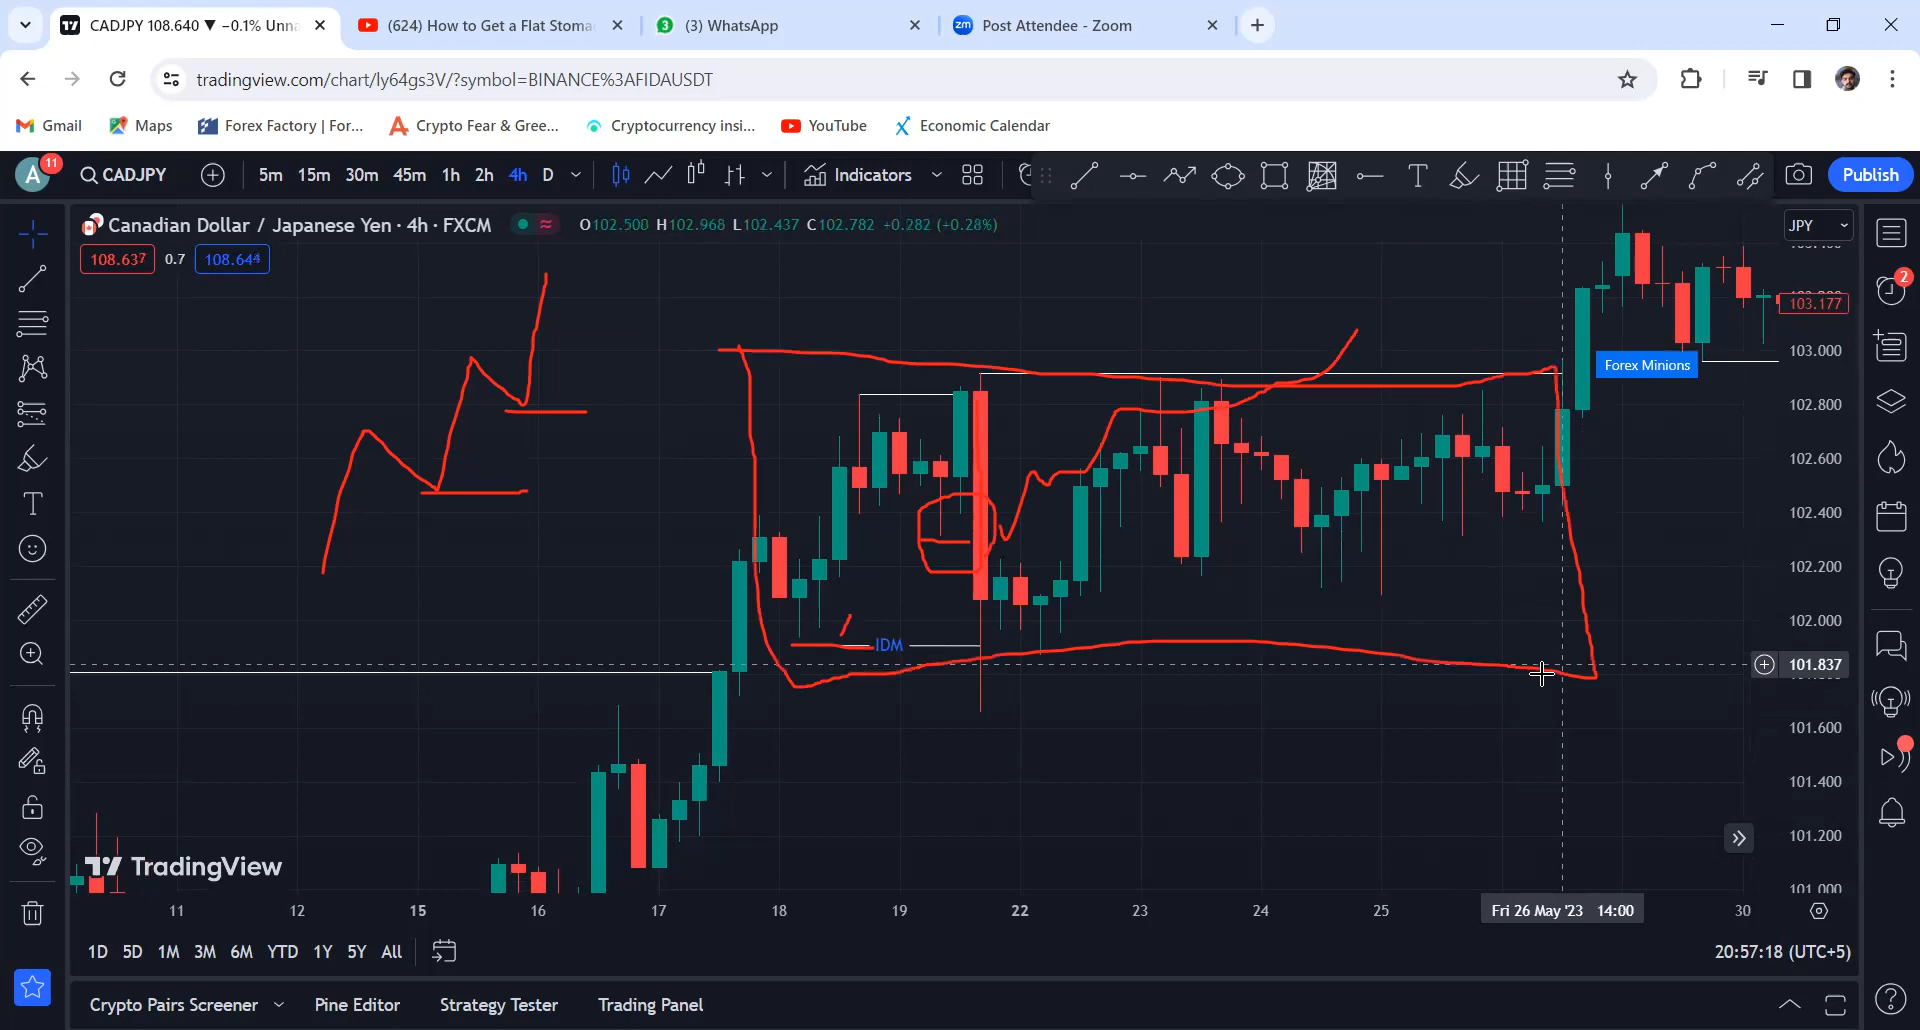 CADJPY 108.640 ▼ −0.1% Unna
(624) How to Get a Flat Stoma
3 (3) WhatsApp
zm Post Attendee - Zoom
tradingview.com/chart/ly64gs3V/?symbol=BINANCE%3AFIDAUSDT
Gmail
Maps
Forex Factory | For...
Crypto Fear & Gree...
Cryptocurrency insi...
YouTube
Economic Calendar
A 11
CADJPY
5m 15m 30m 45m 1h 2h 4h D
Indicators
Publish
Canadian Dollar / Japanese Yen · 4h · FXCM
O102.500 H102.968 L102.437 C102.782 +0.282 (+0.28%)
JPY
108.637 0.7 108.644
2
103.177
103.000
Forex Minions
102.800
102.600
102.400
102.200
102.000
IDM
101.837
101.600
101.400
101.200
101.000
TradingView
11 12 15 16 17 18 19 22 23 24 25 Fri 26 May '23 14:00 30
1D 5D 1M 3M 6M YTD 1Y 5Y All
20:57:18 (UTC+5)
Crypto Pairs Screener
Pine Editor
Strategy Tester
Trading Panel